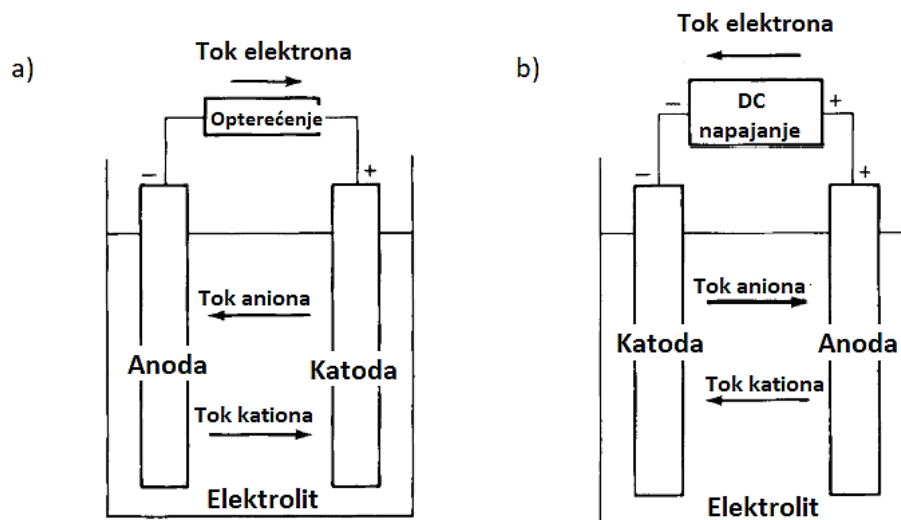 a)
Tok elektrona
Opterećenje
−
+
Tok aniona
Anoda
Katoda
Tok kationa
Elektrolit
b)
Tok elektrona
−
DC
napajanje
+
−
+
Tok aniona
Katoda
Anoda
Tok kationa
Elektrolit